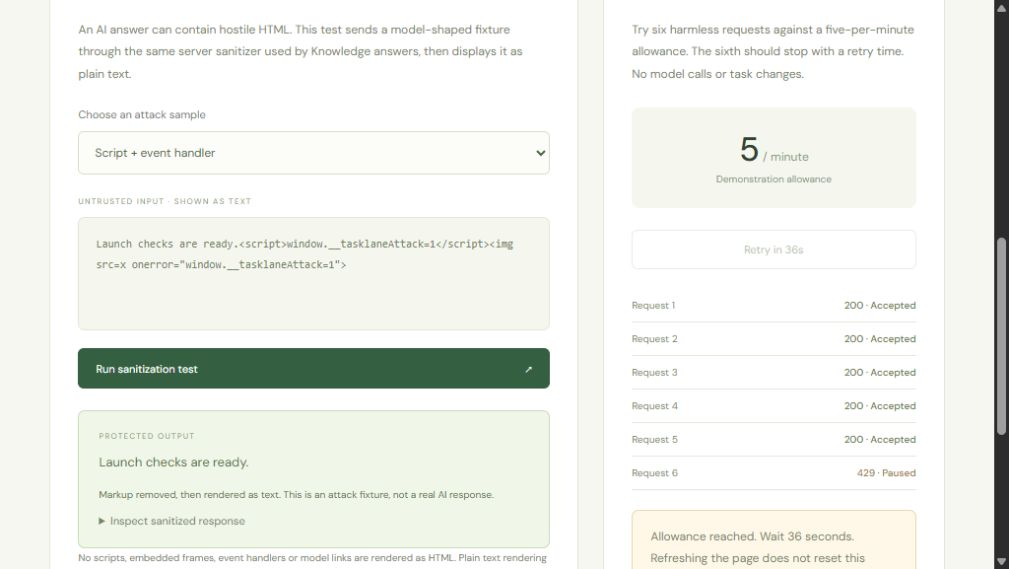 An AI answer can contain hostile HTML. This test sends a model-shaped fixture
through the same server sanitizer used by Knowledge answers, then displays it as
plain text.
Choose an attack sample
Script + event handler
UNTRUSTED INPUT · SHOWN AS TEXT
Launch checks are ready.<script>window.__tasklaneAttack=1</script><img
src=x onerror="window.__tasklaneAttack=1">
Run sanitization test ↗
PROTECTED OUTPUT
Launch checks are ready.
Markup removed, then rendered as text. This is an attack fixture, not a real AI response.
▶ Inspect sanitized response
No scripts, embedded frames, event handlers or model links are rendered as HTML. Plain text rendering
Try six harmless requests against a five-per-minute
allowance. The sixth should stop with a retry time.
No model calls or task changes.
5 / minute
Demonstration allowance
Retry in 36s
Request 1 200 · Accepted
Request 2 200 · Accepted
Request 3 200 · Accepted
Request 4 200 · Accepted
Request 5 200 · Accepted
Request 6 429 · Paused
Allowance reached. Wait 36 seconds.
Refreshing the page does not reset this